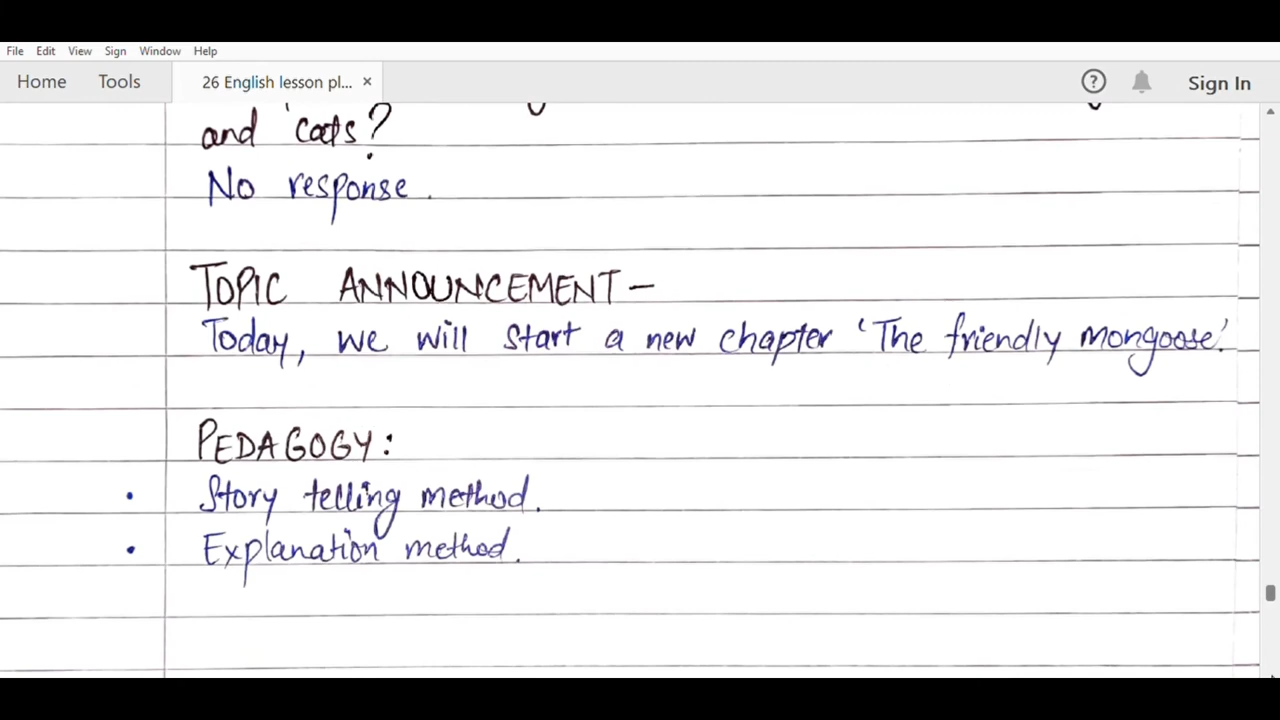 File Edit View Sign Window Help
Home Tools 26 English lesson pl... × Sign In
and 'cats?
No response.
TOPIC ANNOUNCEMENT –
Today, we will start a new chapter 'The friendly mongoose.'
PEDAGOGY:
• Story telling method.
• Explanation method.